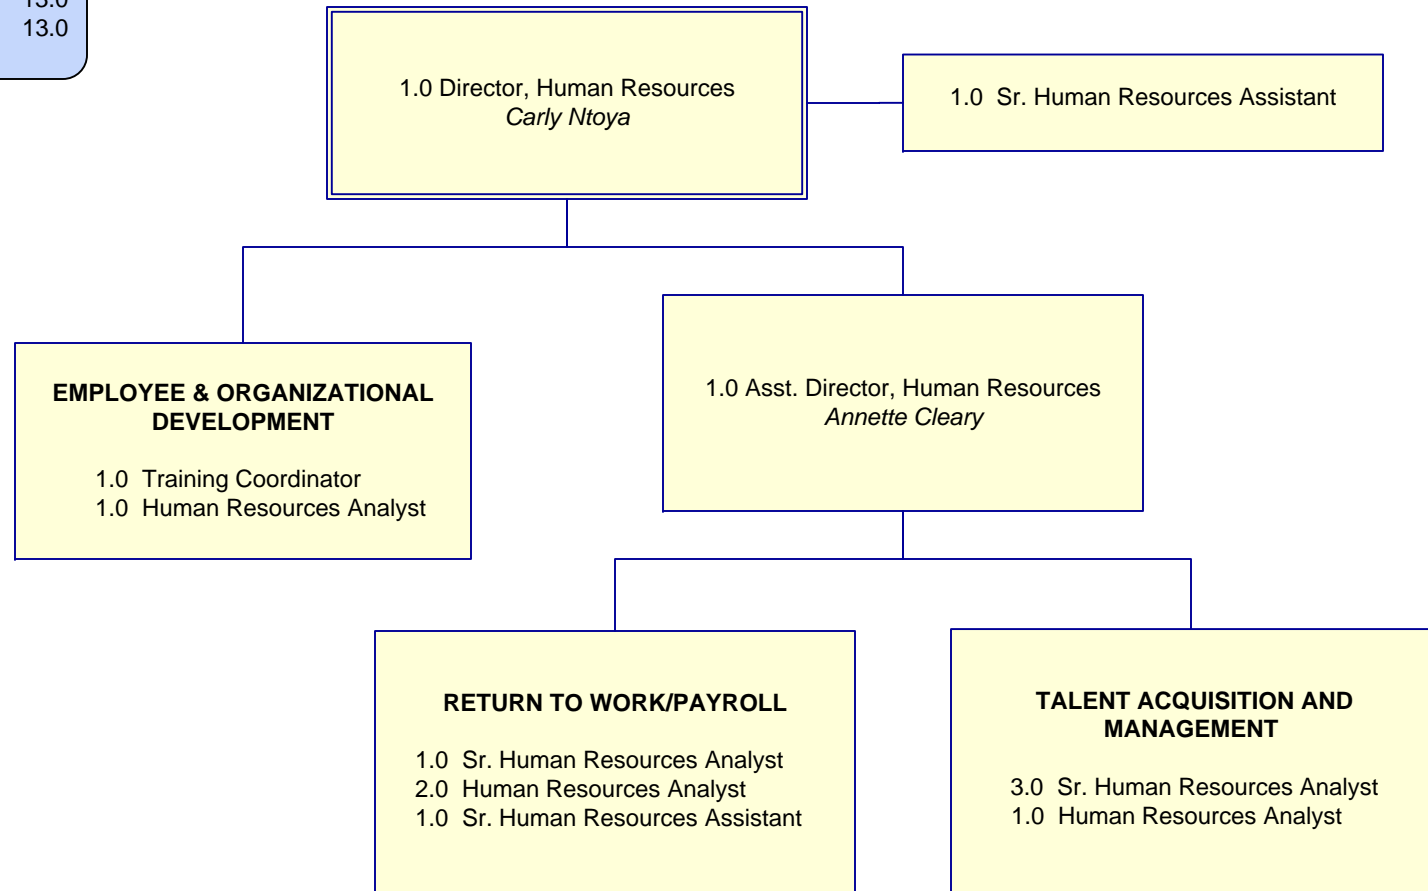 13.0
13.0
1.0 Director, Human Resources
Carly Ntoya
1.0 Sr. Human Resources Assistant
EMPLOYEE & ORGANIZATIONAL
DEVELOPMENT
1.0 Training Coordinator
1.0 Human Resources Analyst
1.0 Asst. Director, Human Resources
Annette Cleary
RETURN TO WORK/PAYROLL
1.0 Sr. Human Resources Analyst
2.0 Human Resources Analyst
1.0 Sr. Human Resources Assistant
TALENT ACQUISITION AND
MANAGEMENT
3.0 Sr. Human Resources Analyst
1.0 Human Resources Analyst